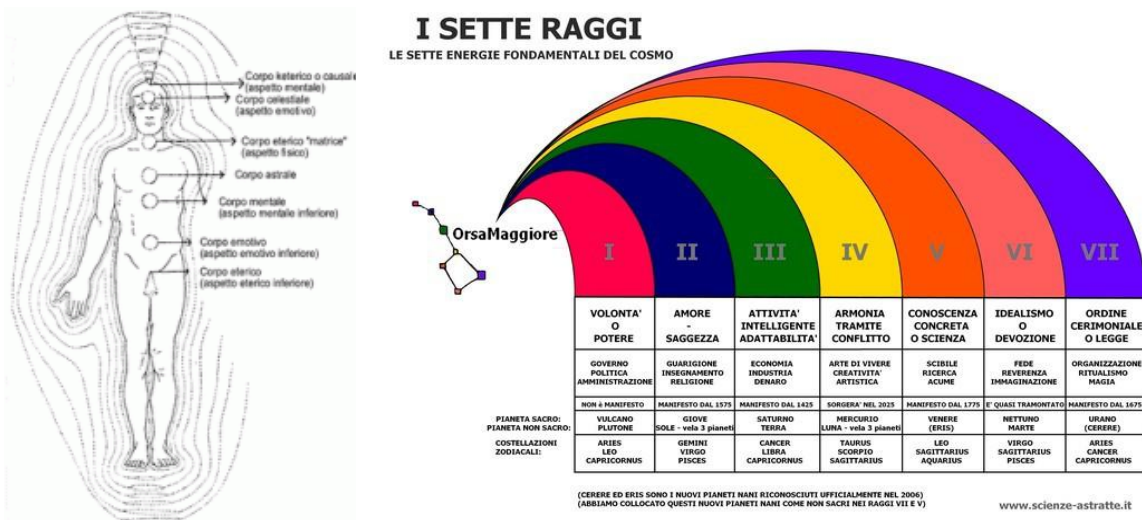 Corpo keterico o causale
(aspetto mentale)
Corpo celestiale
(aspetto emotivo)
Corpo eterico "matrice"
(aspetto fisico)
Corpo astrale
Corpo mentale
(aspetto mentale inferiore)
Corpo emotivo
(aspetto emotivo inferiore)
Corpo eterico
(aspetto eterico inferiore)
I SETTE RAGGI
LE SETTE ENERGIE FONDAMENTALI DEL COSMO
OrsaMaggiore
I II III IV V VI VII
VOLONTA' O POTERE
AMORE - SAGGEZZA
ATTIVITA' INTELLIGENTE ADATTABILITA'
ARMONIA TRAMITE CONFLITTO
CONOSCENZA CONCRETA O SCIENZA
IDEALISMO O DEVOZIONE
ORDINE CERIMONIALE O LEGGE
GOVERNO POLITICA AMMINISTRAZIONE
GUARIGIONE INSEGNAMENTO RELIGIONE
ECONOMIA INDUSTRIA DENARO
ARTE DI VIVERE CREATIVITA' ARTISTICA
SCIBILE RICERCA ACUME
FEDE REVERENZA IMMAGINAZIONE
ORGANIZZAZIONE RITUALISMO MAGIA
NON è MANIFESTO
MANIFESTO DAL 1575
MANIFESTO DAL 1425
SORGERA' NEL 2025
MANIFESTO DAL 1775
E' QUASI TRAMONTATO
MANIFESTO DAL 1675
PIANETA SACRO: VULCANO GIOVE SATURNO MERCURIO VENERE NETTUNO URANO
PIANETA NON SACRO: PLUTONE SOLE - vela 3 pianeti TERRA LUNA - vela 3 pianeti (ERIS) MARTE (CERERE)
COSTELLAZIONI ARIES GEMINI CANCER TAURUS LEO VIRGO ARIES
ZODIACALI: LEO VIRGO LIBRA SCORPIO SAGITTARIUS SAGITTARIUS CANCER
CAPRICORNUS PISCES CAPRICORNUS SAGITTARIUS AQUARIUS PISCES CAPRICORNUS
(CERERE ED ERIS SONO I NUOVI PIANETI NANI RICONOSCIUTI UFFICIALMENTE NEL 2006)
(ABBIAMO COLLOCATO QUESTI NUOVI PIANETI NANI COME NON SACRI NEI RAGGI VII E V)
www.scienze-astratte.it